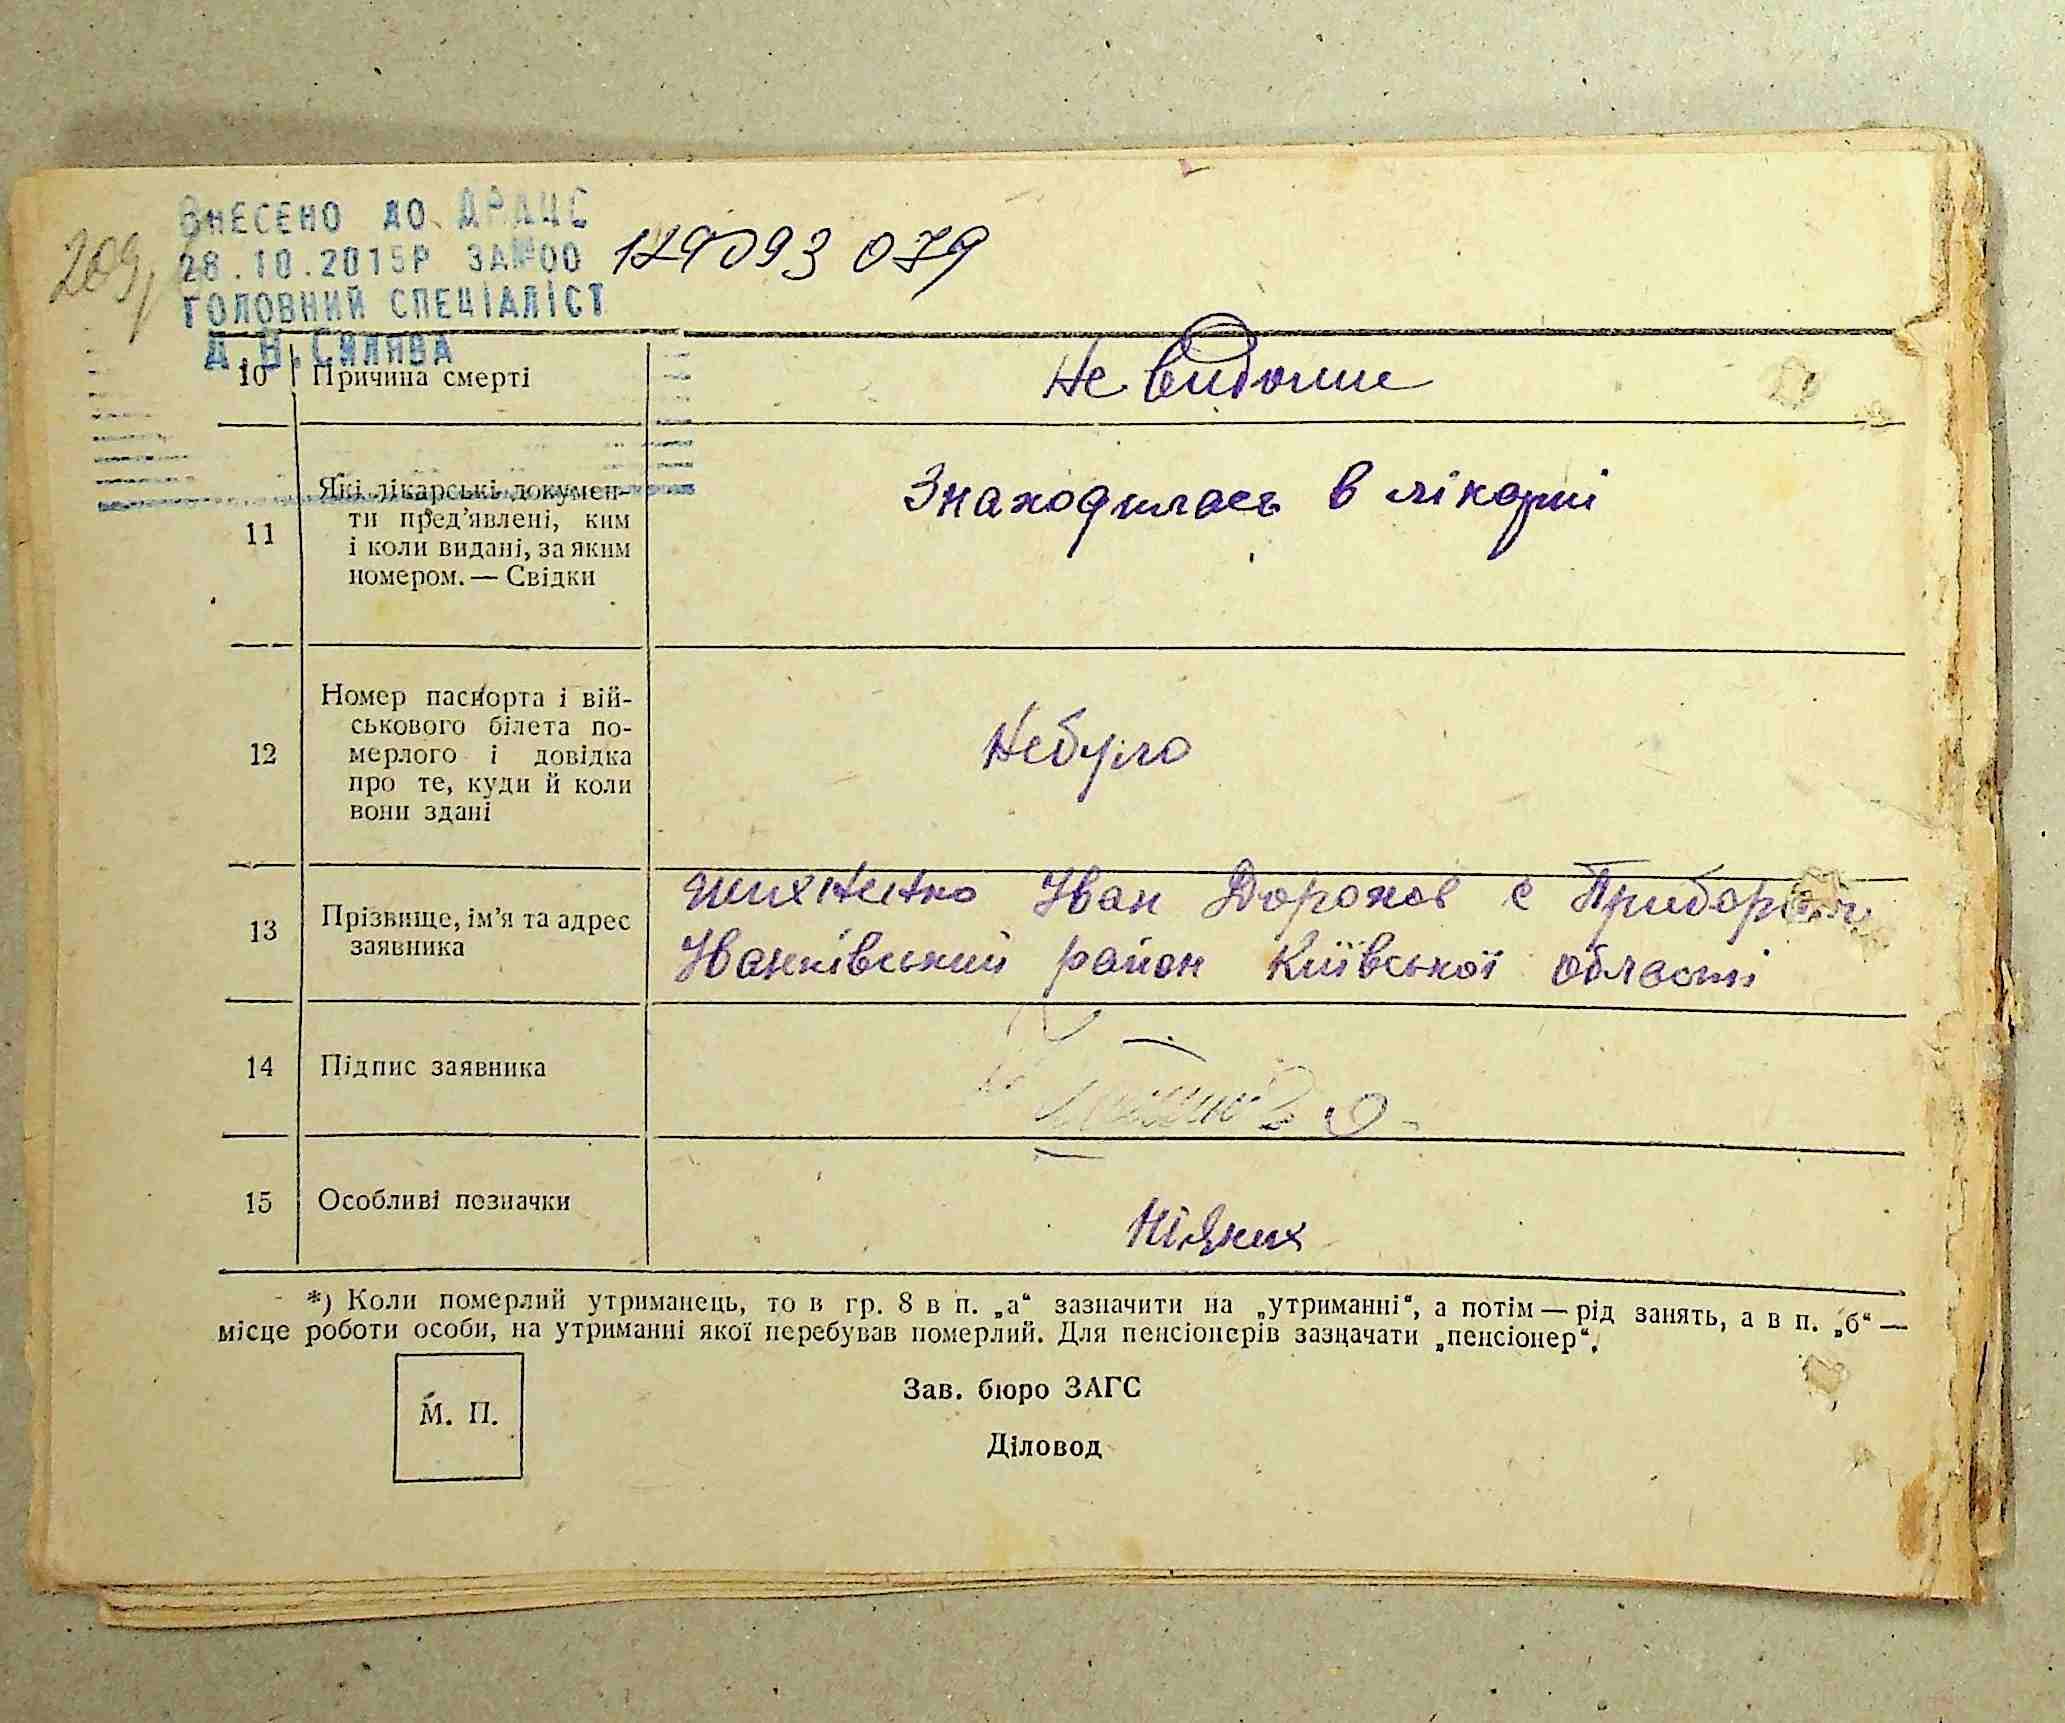 209
ВНЕСЕНО ДО ДРАЦС
28.10.2015Р ЗА№00 129093 079
ГОЛОВНИЙ СПЕЦІАЛІСТ
Д.В.Силява
10 Причина смерті
Не видоме
11 Які лікарські докумен-
ти пред'явлені, ким
і коли видані, за яким
номером. — Свідки
Знаходилась в лікарні
12 Номер паспорта і вій-
ськового білета по-
мерлого і довідка
про те, куди й коли
вони здані
Небуло
13 Прізвище, ім'я та адрес
заявника
Іван Дорохов с
Іванківський район Київської області
14 Підпис заявника
15 Особливі позначки
Ніяких
*) Коли померлий утриманець, то в гр. 8 в п. „а“ зазначити на „утриманні“, а потім — рід занять, а в п. „б“ —
місце роботи особи, на утриманні якої перебував померлий. Для пенсіонерів зазначати „пенсіонер“.
М. П.
Зав. бюро ЗАГС
Діловод